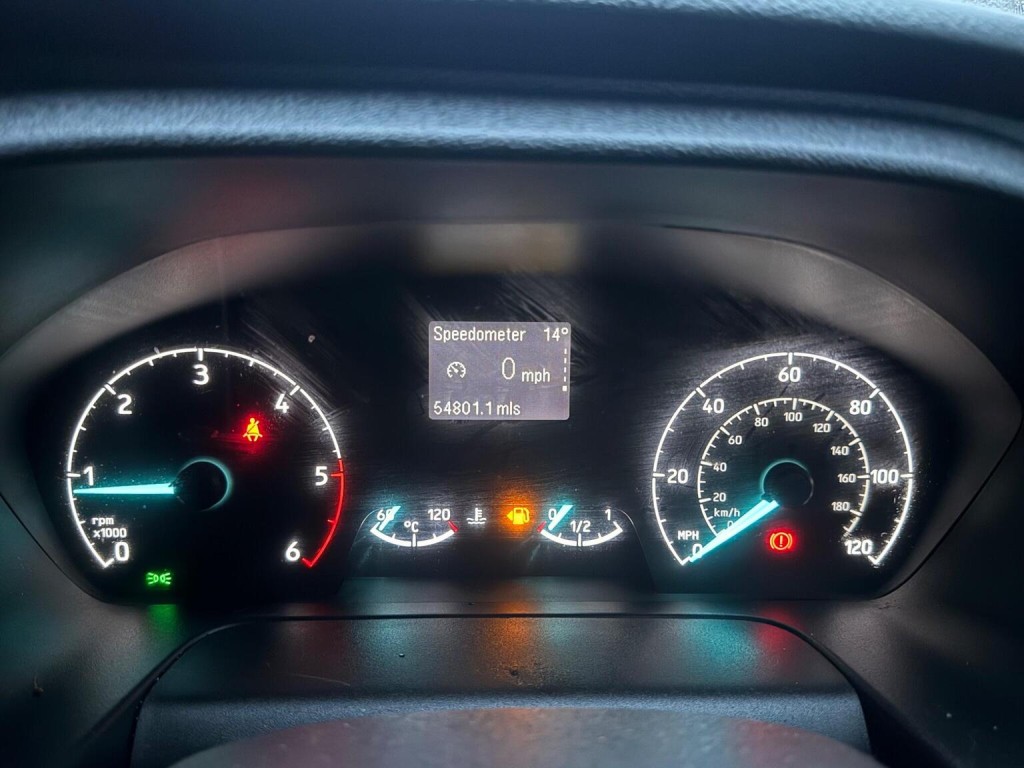 Speedometer 14°
0 mph
54801.1 mls
0 1 2 3 4 5 6
rpm
x1000
60 120
°C
0 1/2 1
0 20 40 60 80 100 120
MPH
0 20 40 60 80 100 120 140 160 180
km/h